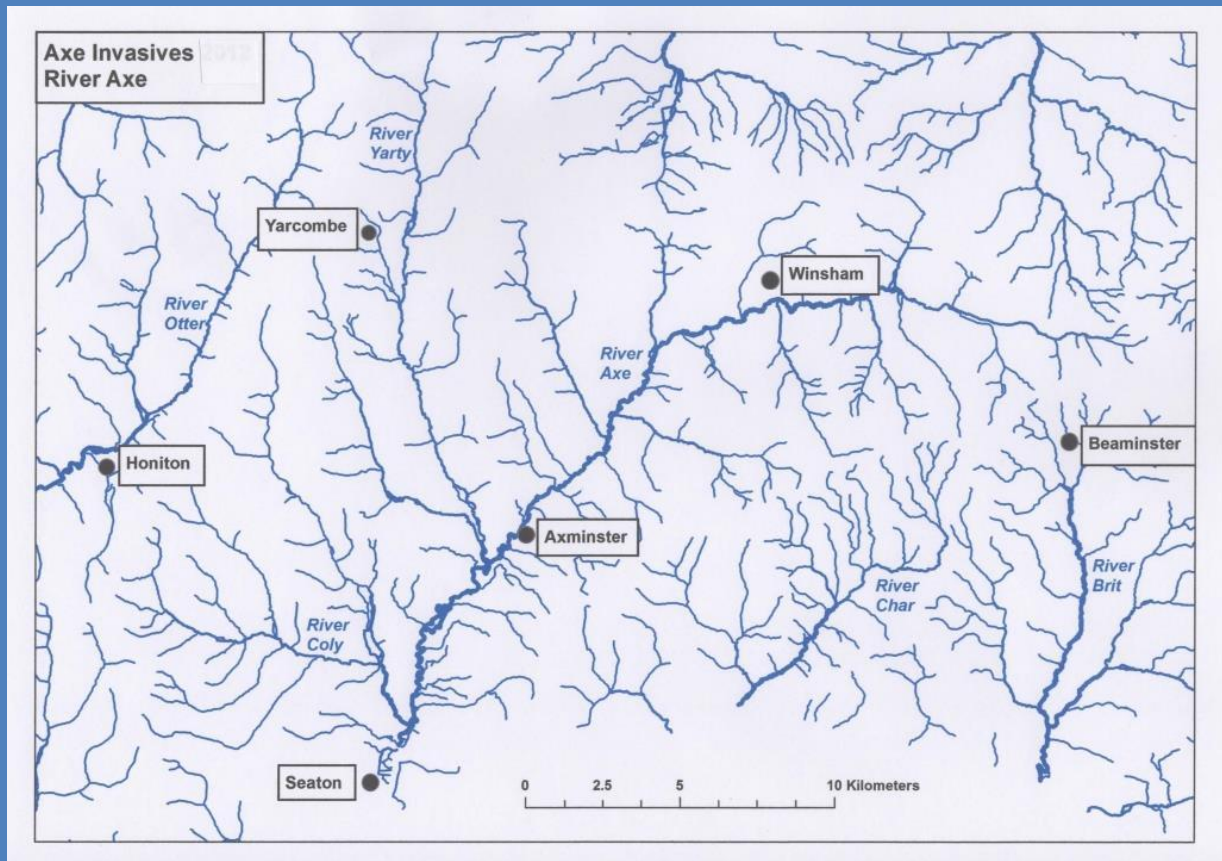 Axe Invasives 2012
River Axe
River
Yarty
Yarcombe
River
Otter
Winsham
River
Axe
Honiton
Beaminster
Axminster
River
Char
River
Brit
River
Coly
Seaton
0 2.5 5 10 Kilometers